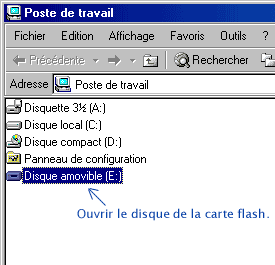 Poste de travail
Fichier Edition Affichage Favoris Outils ?
Précédente Rechercher
Adresse Poste de travail
Disquette 3½ (A:)
Disque local (C:)
Disque compact (D:)
Panneau de configuration
Disque amovible (E:)
Ouvrir le disque de la carte flash.